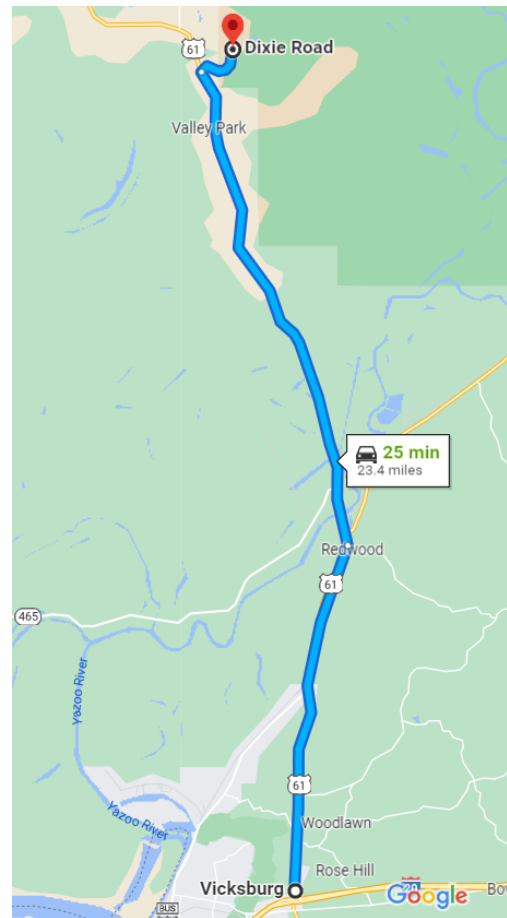 61
Dixie Road
Valley Park
25 min
23.4 miles
Redwood
61
465
Yazoo River
61
Yazoo River
Woodlawn
Rose Hill
Vicksburg
20
Google
Bo
BUS